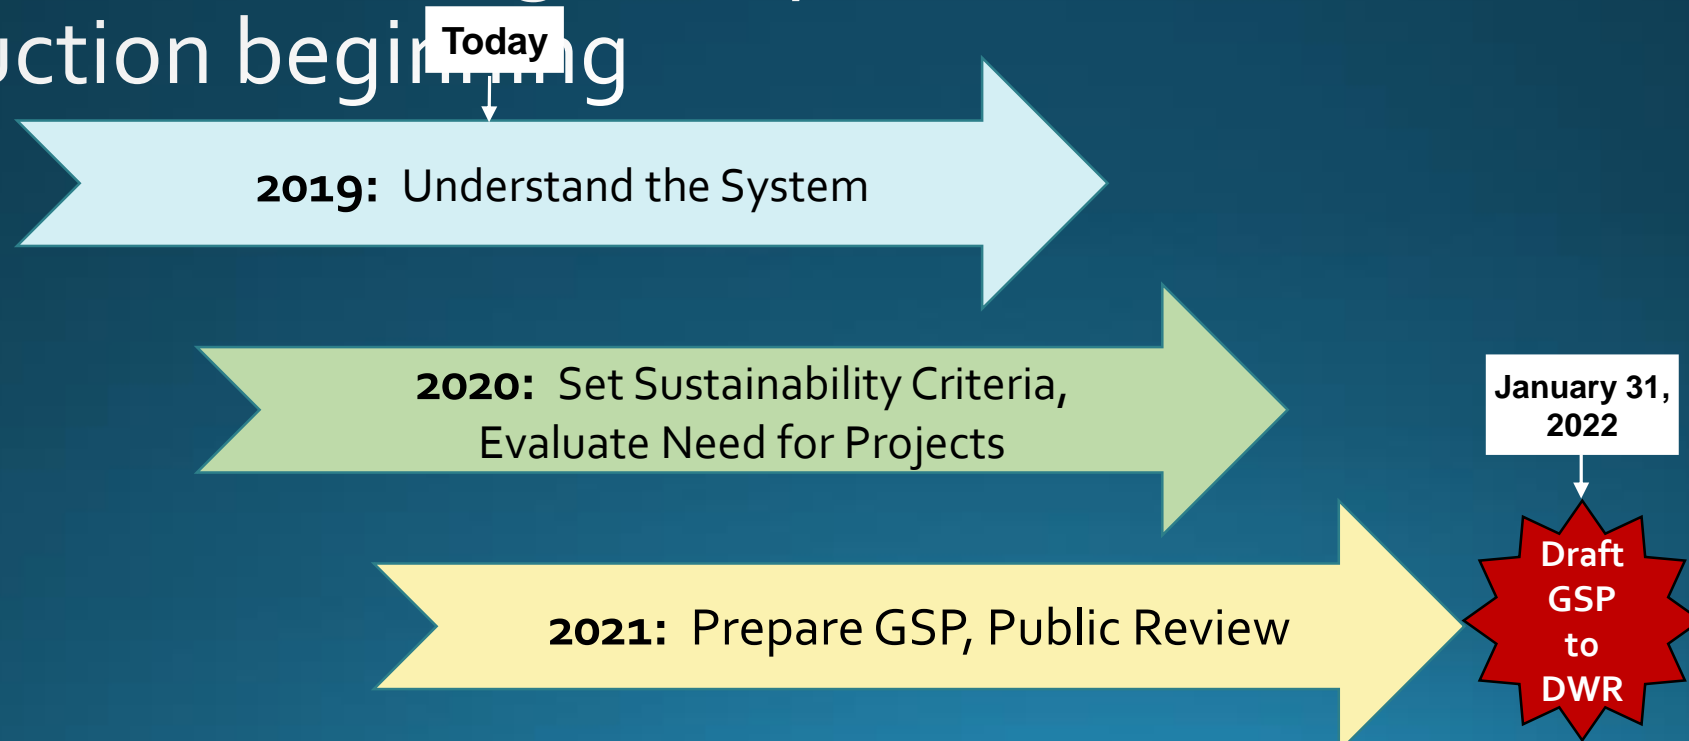 uction beginning
Today
2019: Understand the System
2020: Set Sustainability Criteria,
Evaluate Need for Projects
January 31,
2022
2021: Prepare GSP, Public Review
Draft
GSP
to
DWR